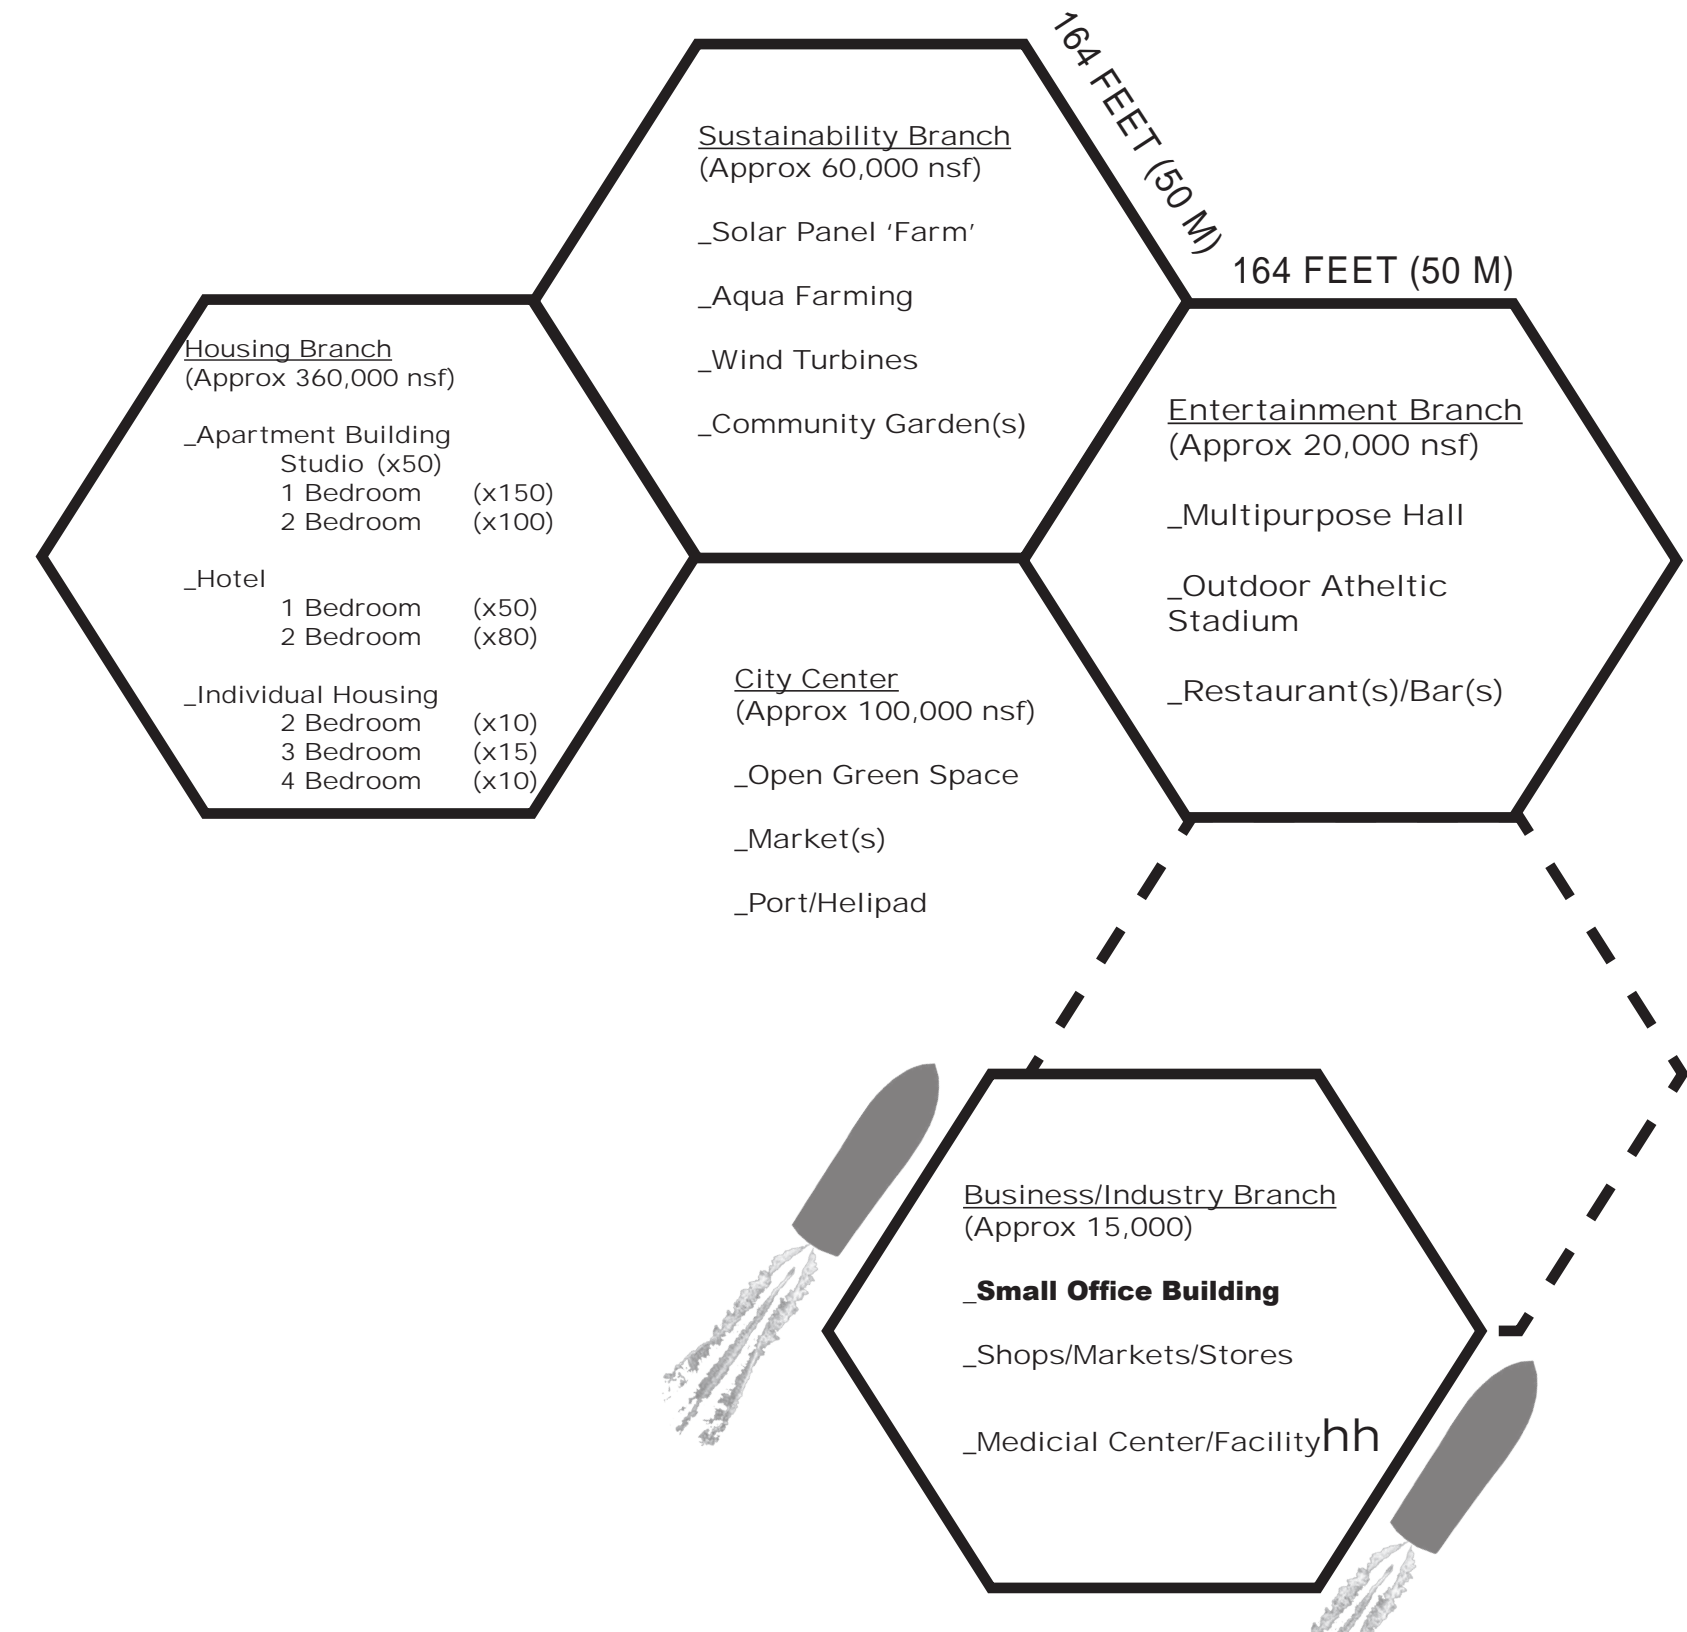 164 FEET (50 M)
Sustainability Branch
(Approx 60,000 nsf)
_Solar Panel ‘Farm’
_Aqua Farming
_Wind Turbines
_Community Garden(s)
164 FEET (50 M)
Housing Branch
(Approx 360,000 nsf)
_Apartment Building
Studio (x50)
1 Bedroom (x150)
2 Bedroom (x100)
_Hotel
1 Bedroom (x50)
2 Bedroom (x80)
_Individual Housing
2 Bedroom (x10)
3 Bedroom (x15)
4 Bedroom (x10)
Entertainment Branch
(Approx 20,000 nsf)
_Multipurpose Hall
_Outdoor Atheltic
Stadium
_Restaurant(s)/Bar(s)
City Center
(Approx 100,000 nsf)
_Open Green Space
_Market(s)
_Port/Helipad
Business/Industry Branch
(Approx 15,000)
_Small Office Building
_Shops/Markets/Stores
_Medicial Center/Facilityhh